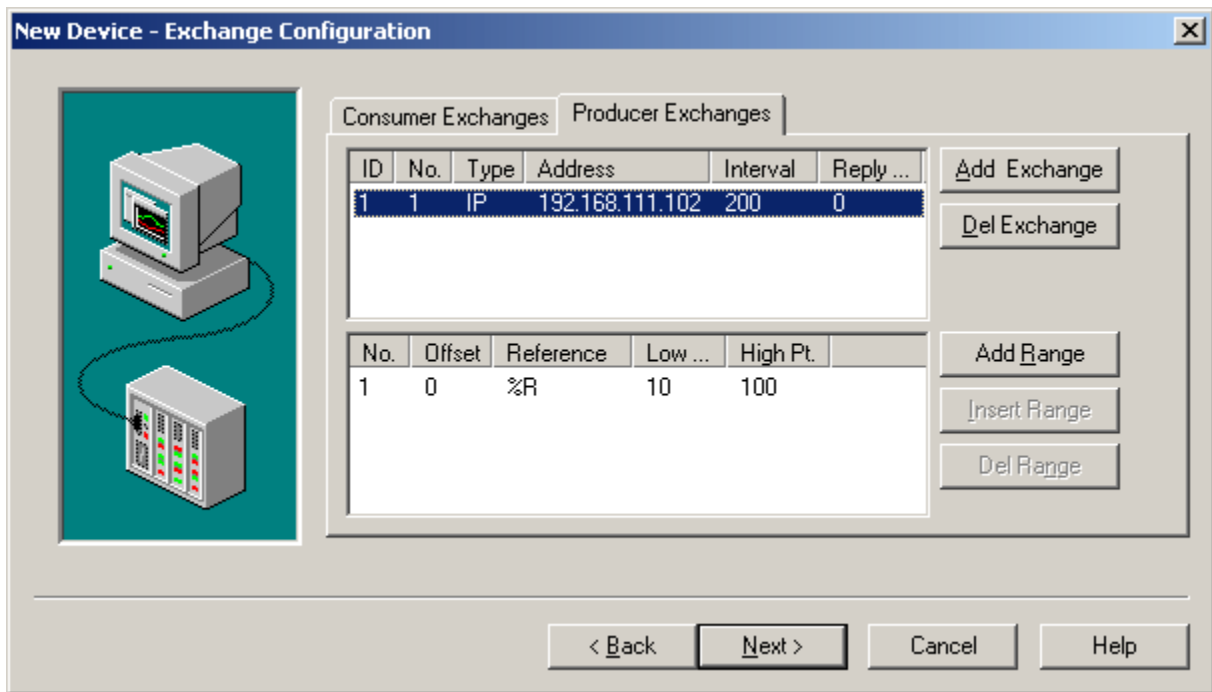 New Device - Exchange Configuration
Consumer Exchanges Producer Exchanges
ID No. Type Address Interval Reply ...
1 1 IP 192.168.111.102 200 0
Add Exchange
Del Exchange
No. Offset Reference Low ... High Pt.
1 0 %R 10 100
Add Range
Insert Range
Del Range
< Back Next > Cancel Help